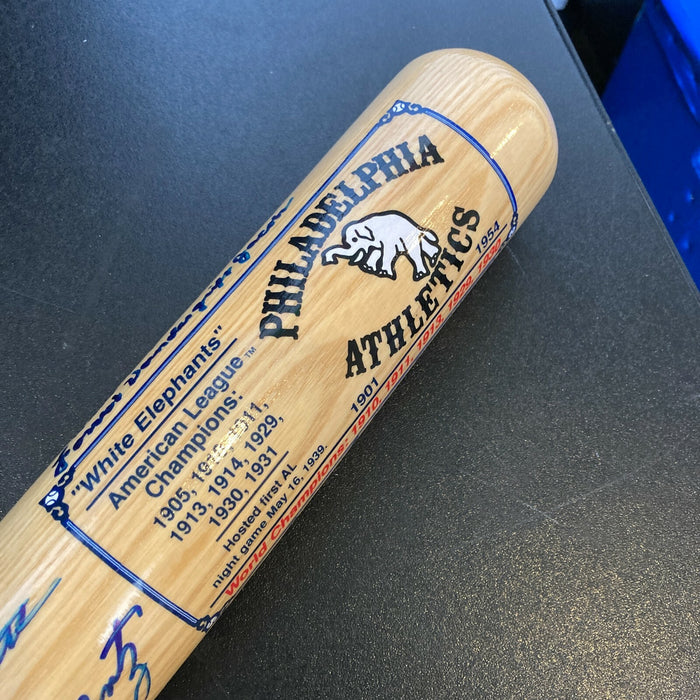 PHILADELPHIA
ATHLETICS
1901
1954
"White Elephants"
American League™
Champions:
1905, 1910, 1911,
1913, 1914, 1929,
1930, 1931
Hosted first AL
night game May 16, 1939.
World Champions: 1910, 1911, 1913, 1929, 1930